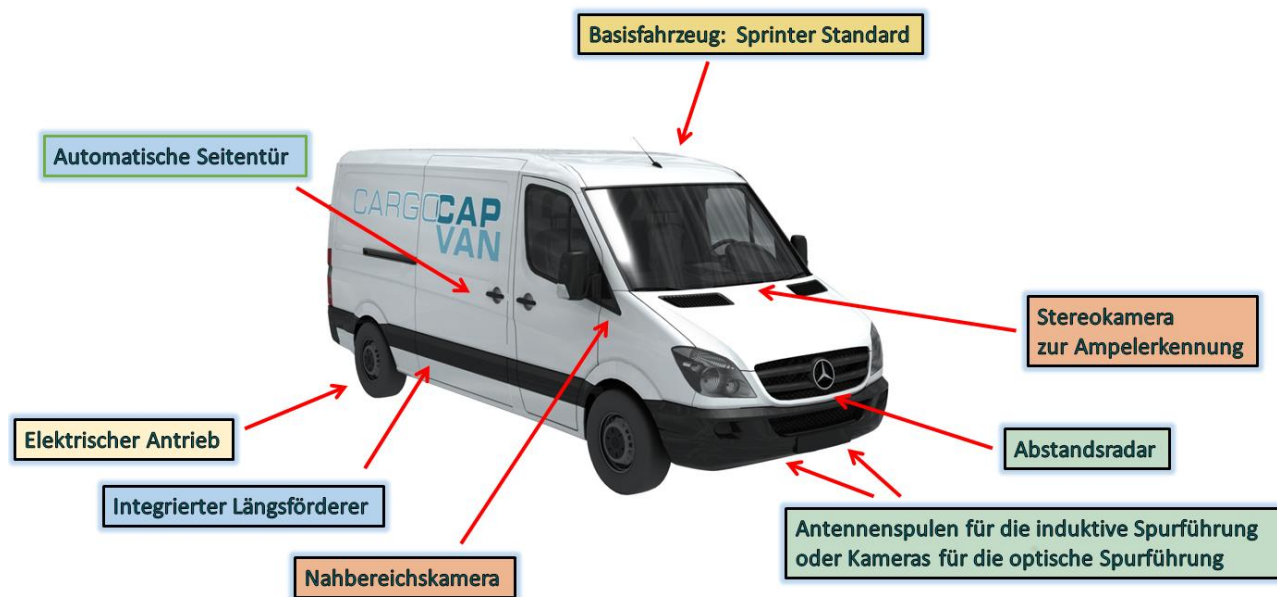 Basisfahrzeug: Sprinter Standard
Automatische Seitentür
CARGOCAP
VAN
Stereokamera
zur Ampelerkennung
Elektrischer Antrieb
Abstandsradar
Integrierter Längsförderer
Antennenspulen für die induktive Spurführung
oder Kameras für die optische Spurführung
Nahbereichskamera